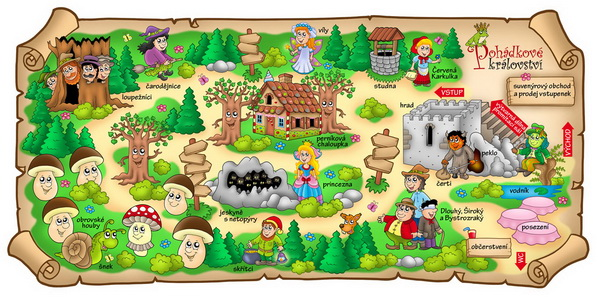 Pohádkové
království
suvenýrový obchod
a prodej vstupenek
víly
čarodějnice
loupežníci
studna
Červená
Karkulka
VSTUP
hrad
VÝCHOD
perníková
chaloupka
peklo
princezna
čerti
vodník
jeskyně
s netopýry
obrovské
houby
Dlouhý, Široký
a Bystrozraký
posezení
občerstvení
WC
šnek
skřítci